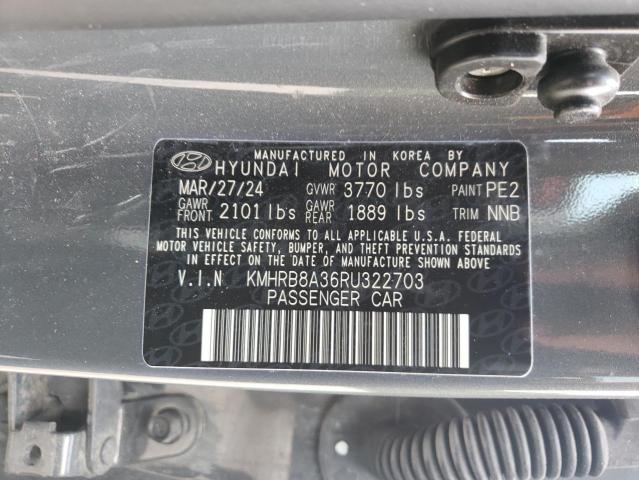 MANUFACTURED IN KOREA BY
HYUNDAI MOTOR COMPANY
MAR/27/24 GVWR 3770 lbs PAINT PE2
GAWR FRONT 2101 lbs GAWR REAR 1889 lbs TRIM NNB
THIS VEHICLE CONFORMS TO ALL APPLICABLE U.S.A. FEDERAL
MOTOR VEHICLE SAFETY, BUMPER, AND THEFT PREVENTION STANDARDS
IN EFFECT ON THE DATE OF MANUFACTURE SHOWN ABOVE.
V.I.N KMHRB8A36RU322703
PASSENGER CAR